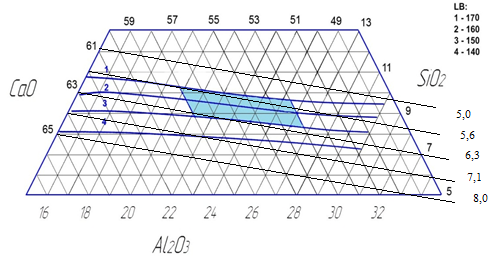 LB:
1 - 170
2 - 160
3 - 150
4 - 140
59 57 55 53 51 49 13
61
11
63
9
65
7
5
1
2
3
4
CaO
SiO2
5,0
5,6
6,3
7,1
8,0
16 18 20 22 24 26 28 30 32
Al2O3